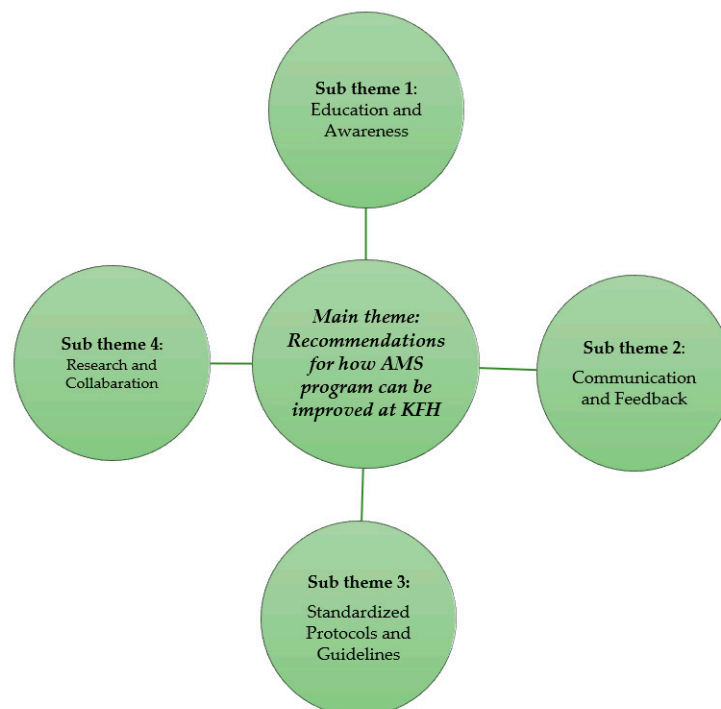 Sub theme 1:
Education and
Awareness
Main theme:
Recommendations
for how AMS
program can be
improved at KFH
Sub theme 2:
Communication
and Feedback
Sub theme 3:
Standardized
Protocols and
Guidelines
Sub theme 4:
Research and
Collabaration